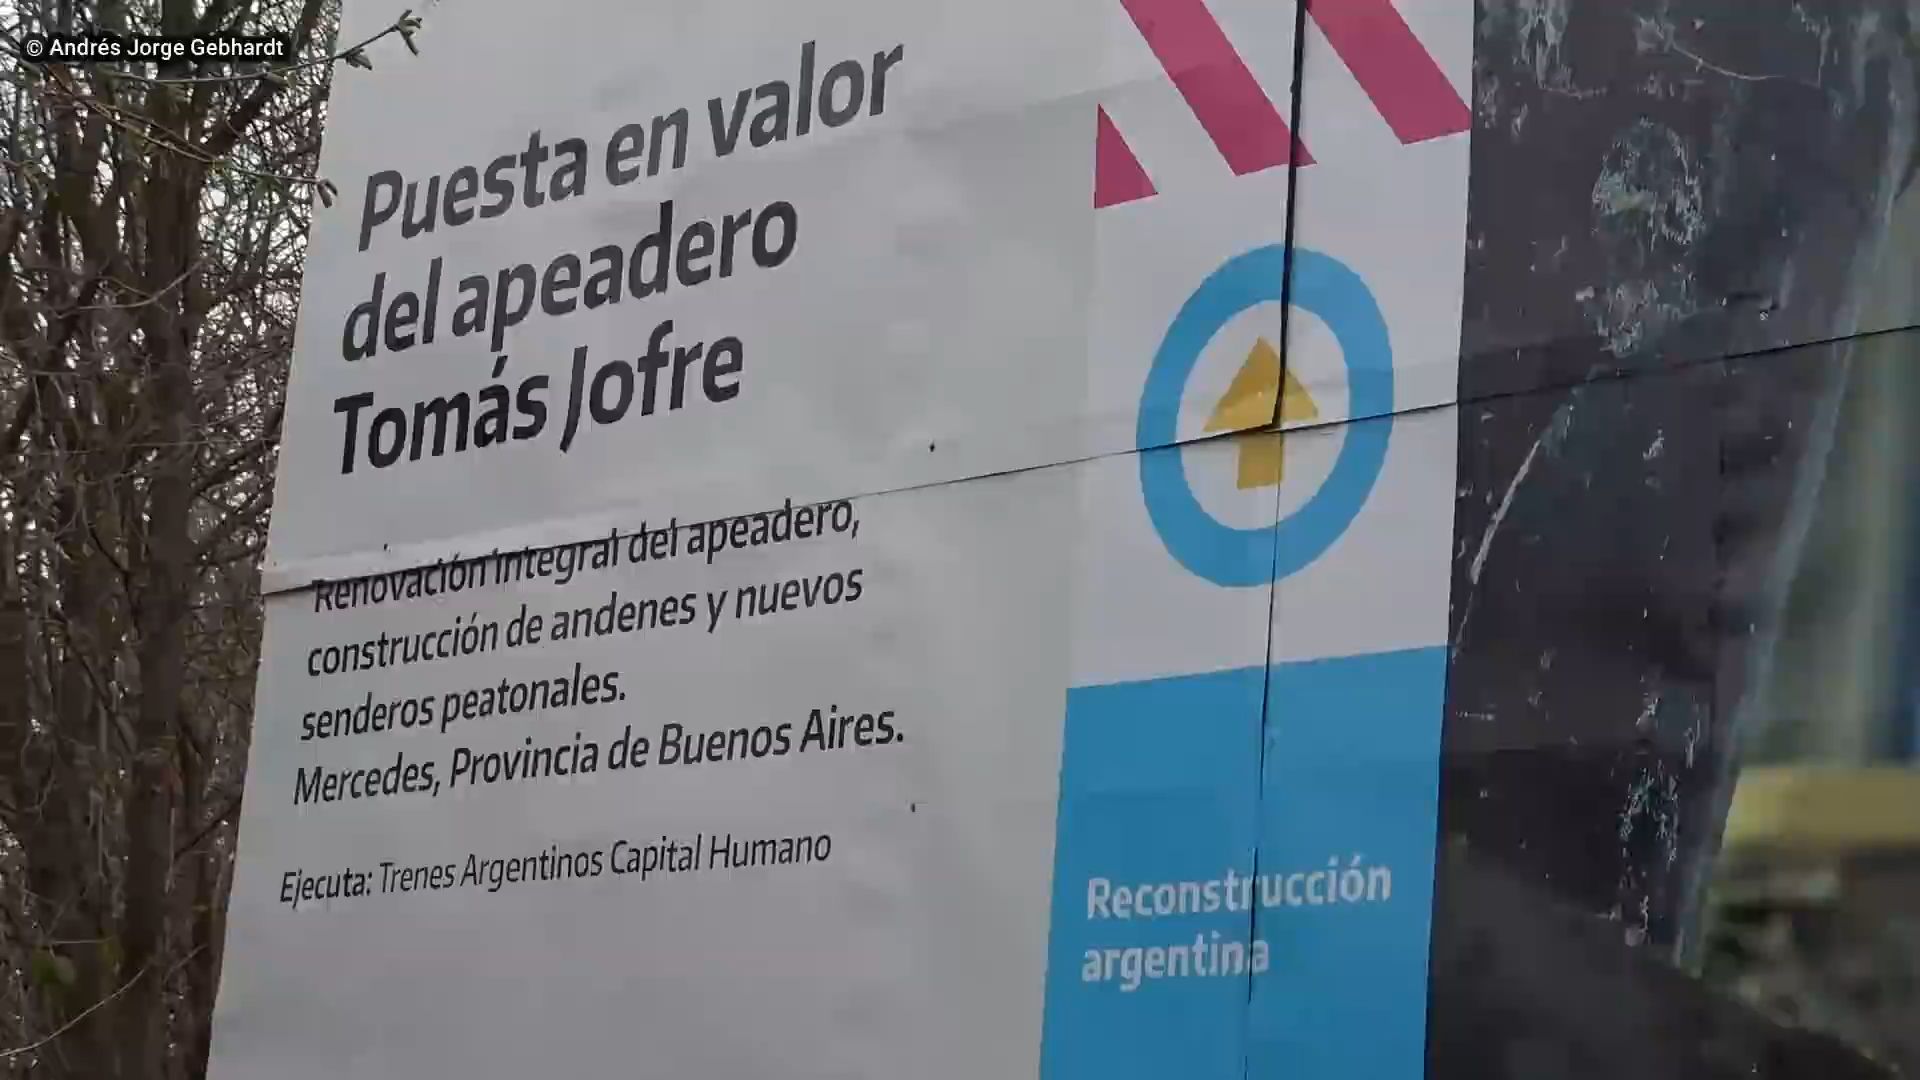 © Andrés Jorge Gebhardt
Puesta en valor
del apeadero
Tomás Jofre
Renovación integral del apeadero,
construcción de andenes y nuevos
senderos peatonales.
Mercedes, Provincia de Buenos Aires.
Ejecuta: Trenes Argentinos Capital Humano
Reconstrucción
argentina